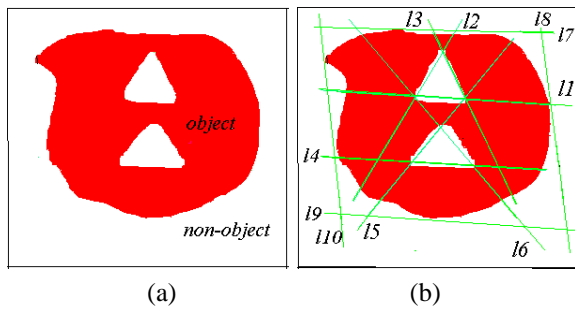 object
non-object
l3 l2 l8
l7
l1
l4
l9
l10 l5 l6
(a) (b)